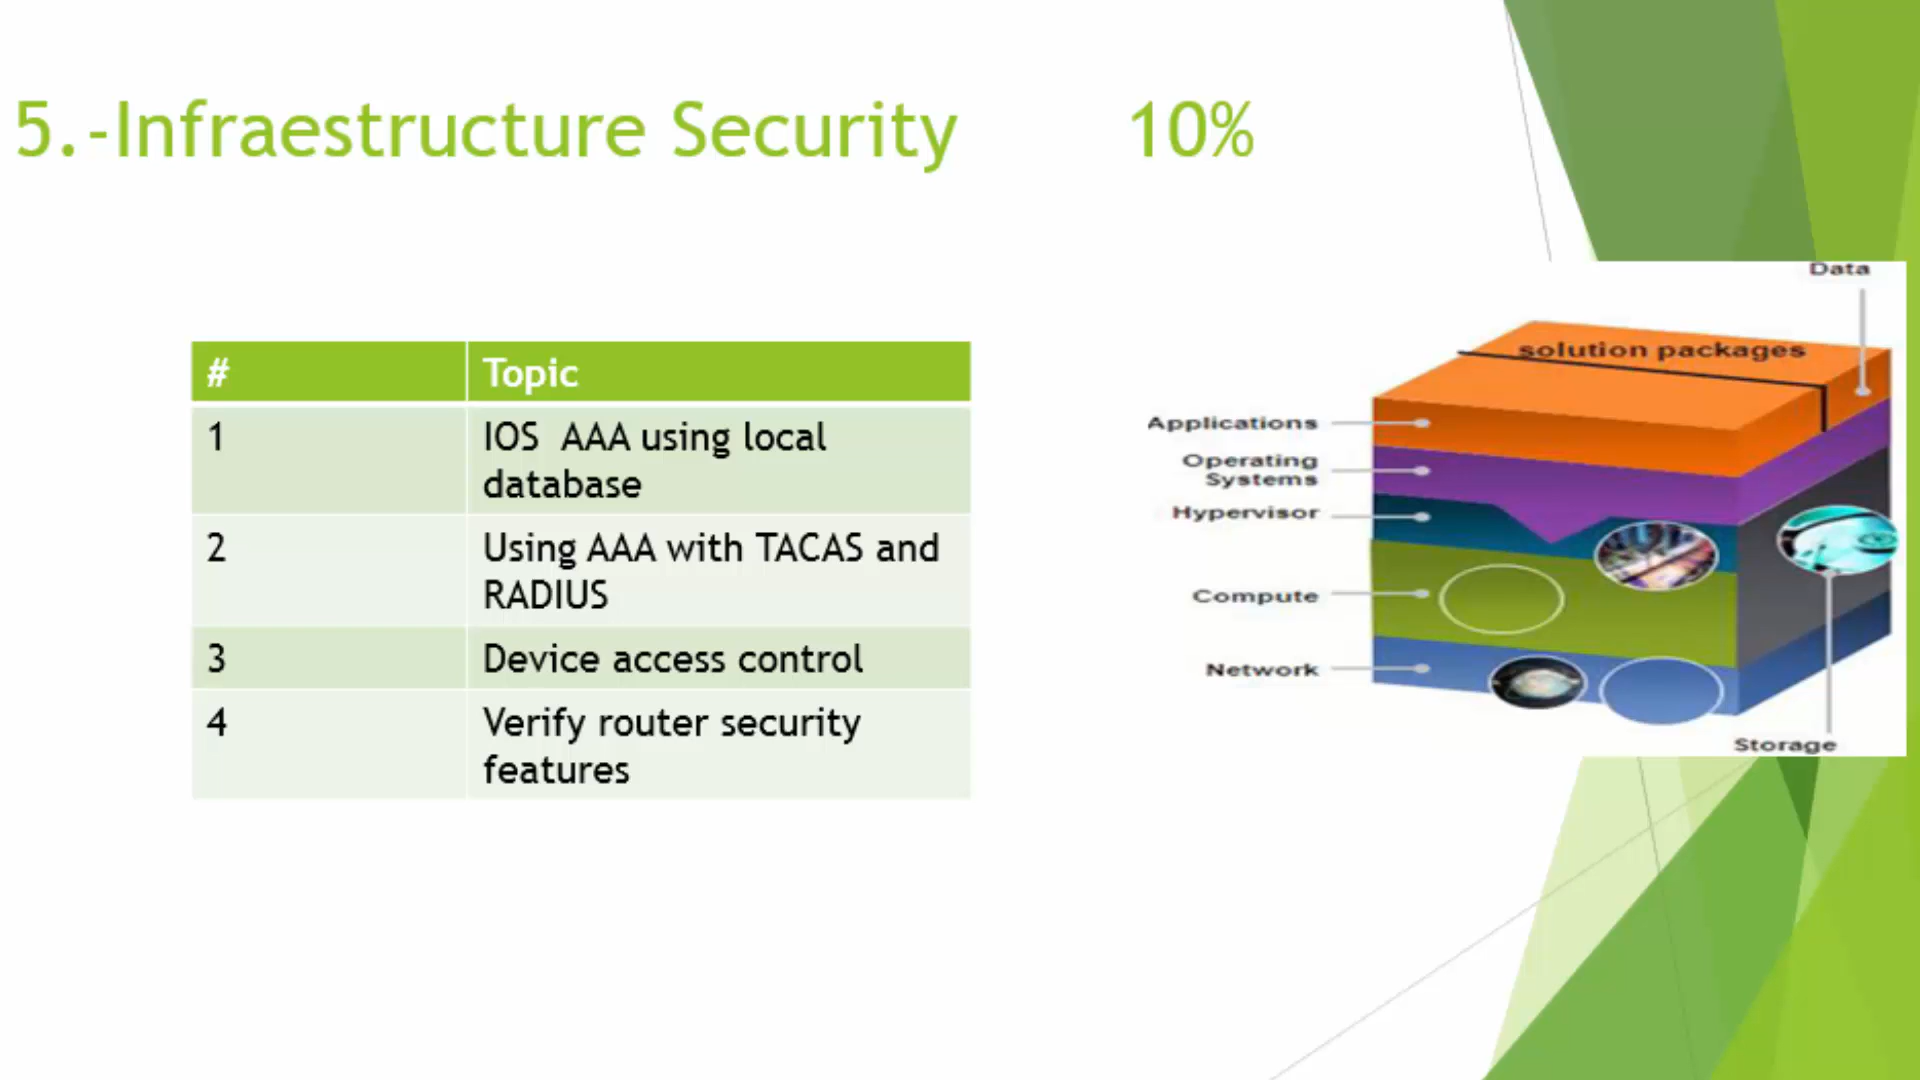 5.-Infraestructure Security 10%
# Topic
1 IOS AAA using local
database
2 Using AAA with TACAS and
RADIUS
3 Device access control
4 Verify router security
features
Data
solution packages
Applications
Operating
Systems
Hypervisor
Compute
Network
Storage